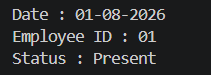 Date : 01-08-2026
Employee ID : 01
Status : Present